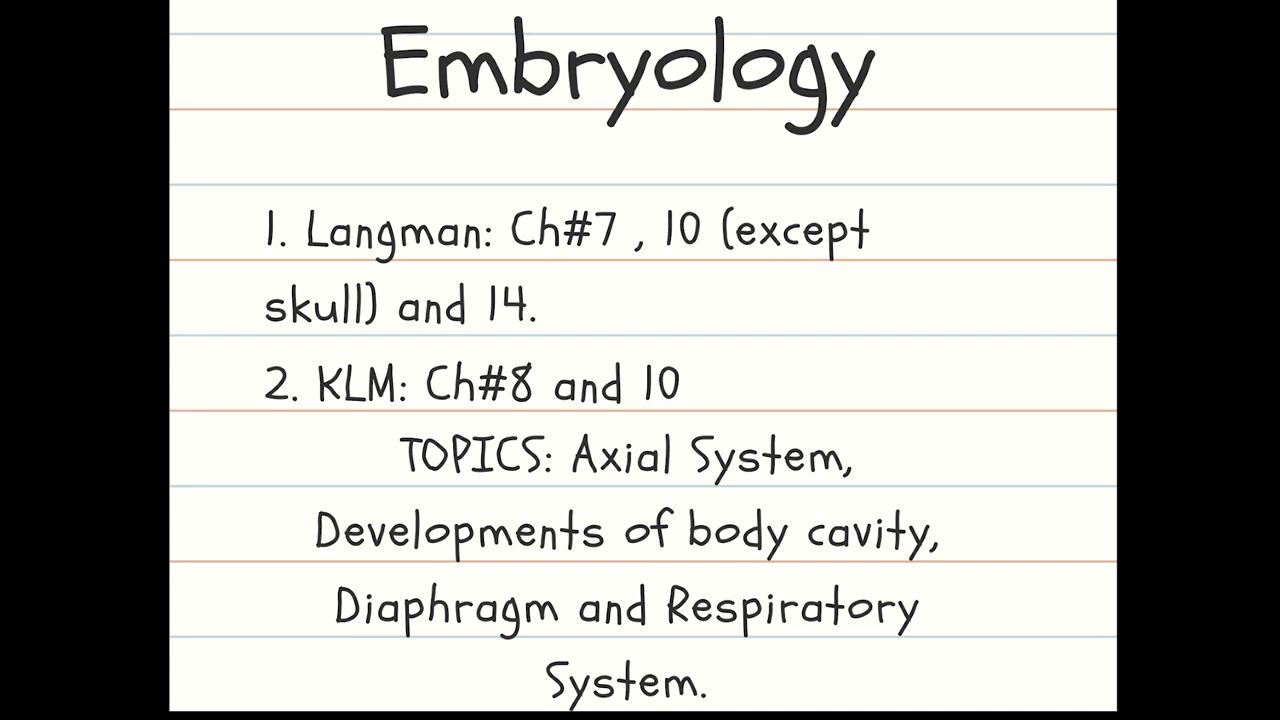 Embryology
1. Langman: Ch#7 , 10 (except
skull) and 14.
2. KLM: Ch#8 and 10
TOPICS: Axial System,
Developments of body cavity,
Diaphragm and Respiratory
System.